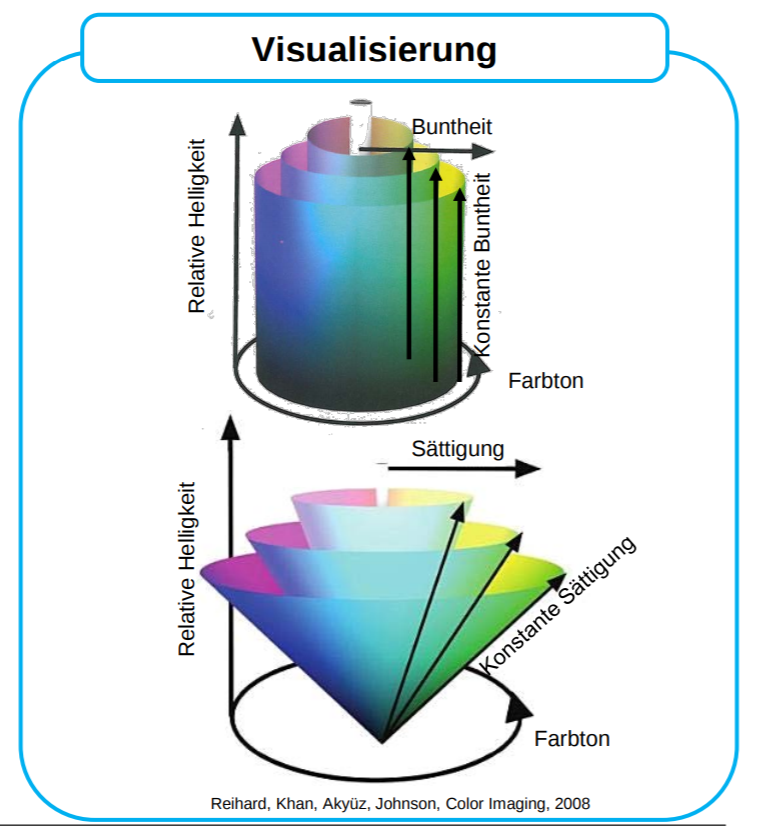 Visualisierung
Buntheit
Relative Helligkeit
Konstante Buntheit
Farbton
Sättigung
Relative Helligkeit
Konstante Sättigung
Farbton
Reihard, Khan, Akyüz, Johnson, Color Imaging, 2008